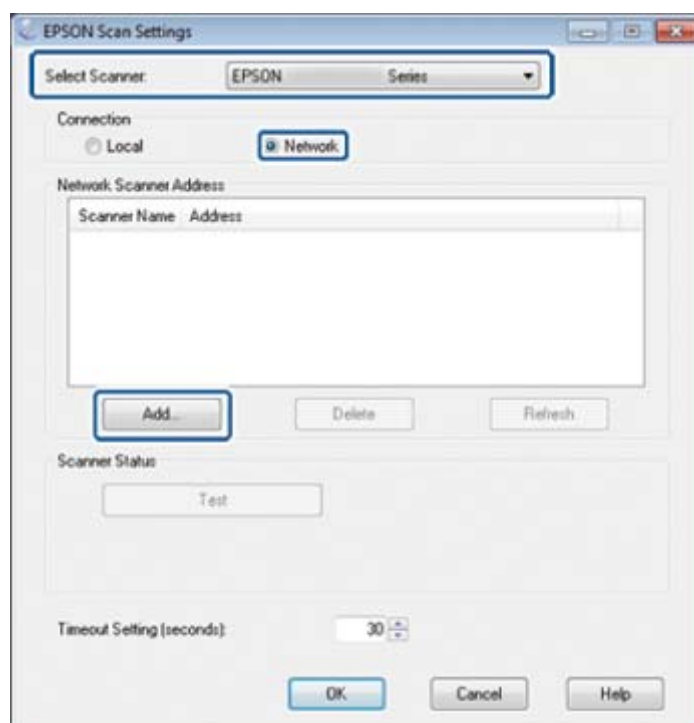 EPSON Scan Settings
Select Scanner: EPSON Series
Connection
Local Network
Network Scanner Address
Scanner Name Address
Add... Delete Refresh
Scanner Status
Test
Timeout Setting (seconds): 30
OK Cancel Help